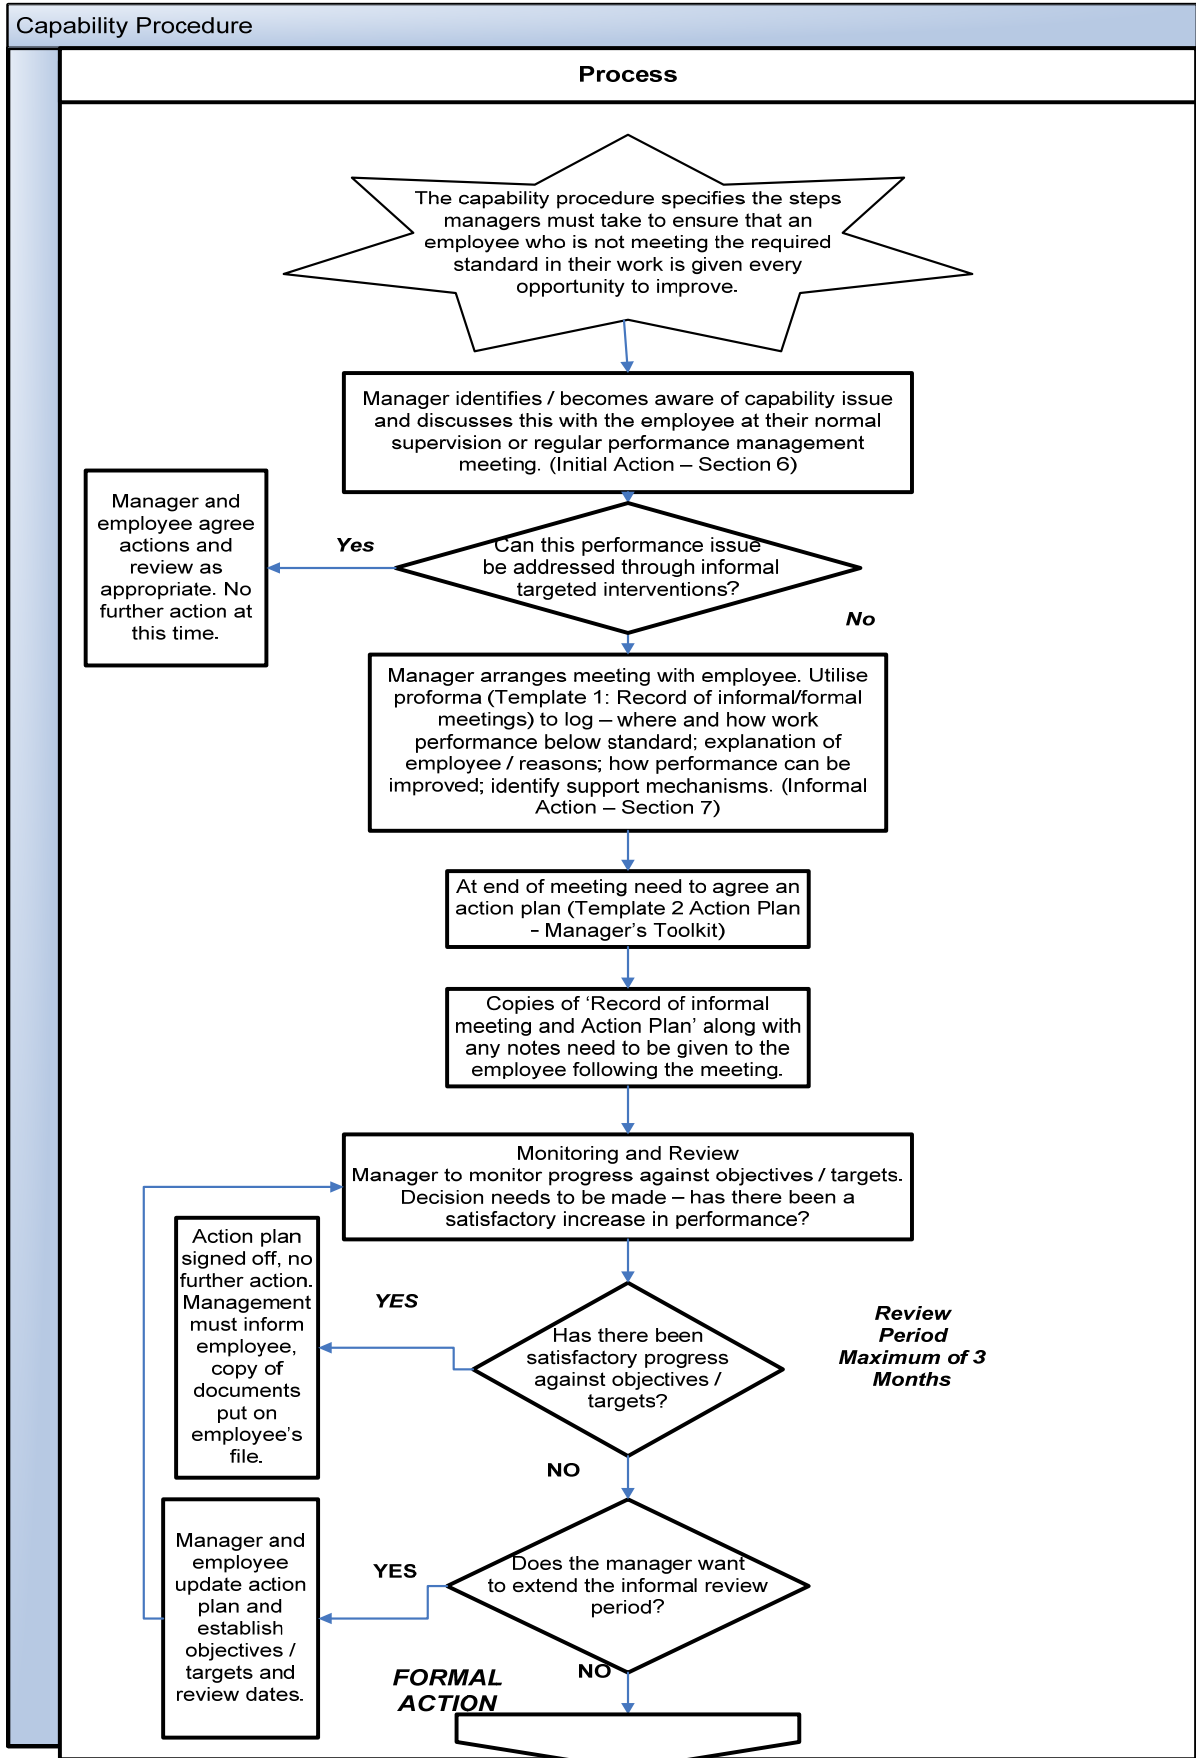 Capability Procedure
Process
The capability procedure specifies the steps
managers must take to ensure that an
employee who is not meeting the required
standard in their work is given every
opportunity to improve.
Manager identifies / becomes aware of capability issue
and discusses this with the employee at their normal
supervision or regular performance management
meeting. (Initial Action – Section 6)
Manager and
employee agree
actions and
review as
appropriate. No
further action at
this time.
Yes
Can this performance issue
be addressed through informal
targeted interventions?
No
Manager arranges meeting with employee. Utilise
proforma (Template 1: Record of informal/formal
meetings) to log – where and how work
performance below standard; explanation of
employee / reasons; how performance can be
improved; identify support mechanisms. (Informal
Action – Section 7)
At end of meeting need to agree an
action plan (Template 2 Action Plan
- Manager's Toolkit)
Copies of ‘Record of informal
meeting and Action Plan’ along with
any notes need to be given to the
employee following the meeting.
Monitoring and Review
Manager to monitor progress against objectives / targets.
Decision needs to be made – has there been a
satisfactory increase in performance?
Action plan
signed off, no
further action.
Management
must inform
employee,
copy of
documents
put on
employee's
file.
YES
Has there been
satisfactory progress
against objectives /
targets?
Review
Period
Maximum of 3
Months
NO
Manager and
employee
update action
plan and
establish
objectives /
targets and
review dates.
YES
Does the manager want
to extend the informal review
period?
NO
FORMAL
ACTION